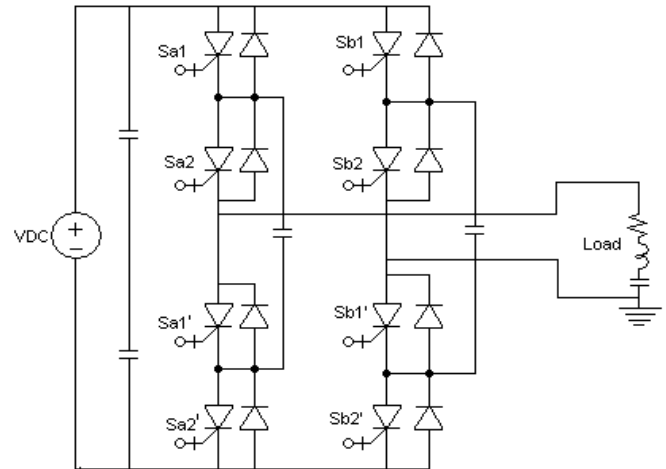 Sa1
Sb1
Sa2
Sb2
VDC
+
−
Load
Sa1'
Sb1'
Sa2'
Sb2'